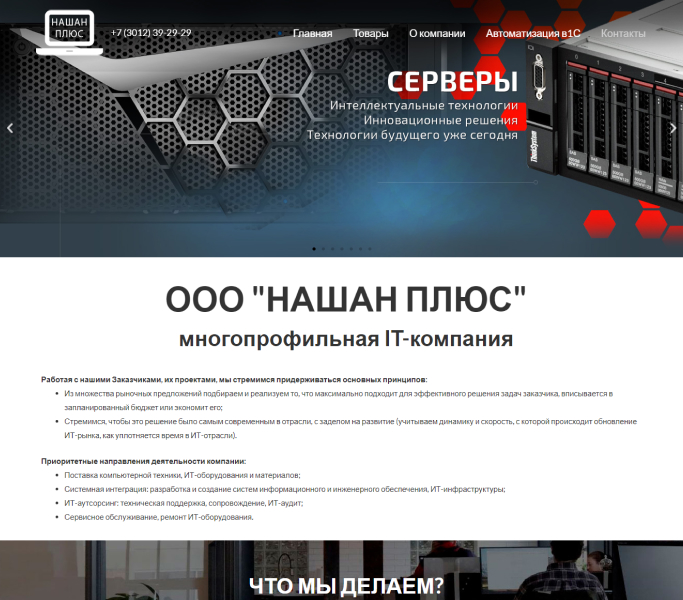 НАШАН
ПЛЮС
+7 (3012) 39-29-29
Главная Товары О компании Автоматизация в1С Контакты
СЕРВЕРЫ
Интеллектуальные технологии
Инновационные решения
Технологии будущего уже сегодня
ThinkSystem
ООО "НАШАН ПЛЮС"
многопрофильная IT-компания
Работая с нашими Заказчиками, их проектами, мы стремимся придерживаться основных принципов:
Из множества рыночных предложений подбираем и реализуем то, что максимально подходит для эффективного решения задач заказчика, вписывается в
запланированный бюджет или экономит его;
Стремимся, чтобы это решение было самым современным в отрасли, с заделом на развитие (учитываем динамику и скорость, с которой происходит обновление
ИТ-рынка, как уплотняется время в ИТ-отрасли).
Приоритетные направления деятельности компании:
Поставка компьютерной техники, ИТ-оборудования и материалов;
Системная интеграция: разработка и создание систем информационного и инженерного обеспечения, ИТ-инфраструктуры;
ИТ-аутсорсинг: техническая поддержка, сопровождение, ИТ-аудит;
Сервисное обслуживание, ремонт ИТ-оборудования.
ЧТО МЫ ДЕЛАЕМ?